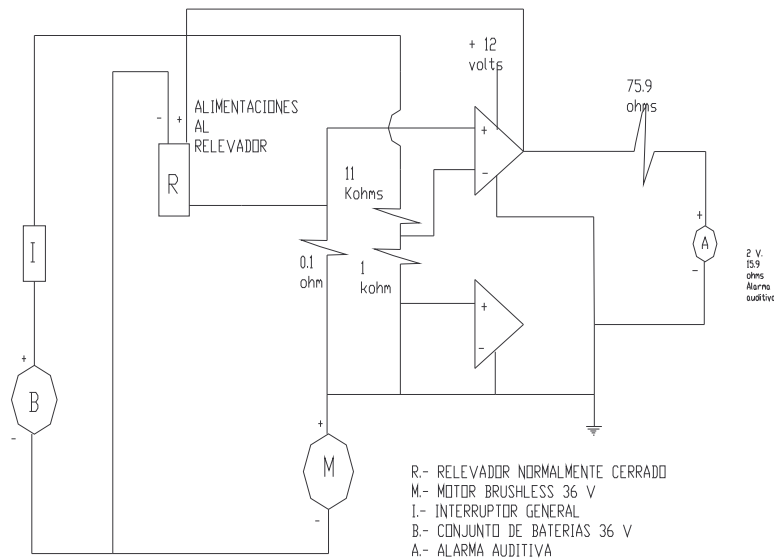 + 12
volts
75.9
ohms
- +
ALIMENTACIONES
AL
RELEVADOR
R
11
Kohms
+
-
I
0.1
ohm
1
kohm
+
A
-
2 V.
15.9
ohms
Alarma
auditiva
+
-
+
B
-
+
M
-
R.- RELEVADOR NORMALMENTE CERRADO
M.- MOTOR BRUSHLESS 36 V
I.- INTERRUPTOR GENERAL
B.- CONJUNTO DE BATERIAS 36 V
A.- ALARMA AUDITIVA